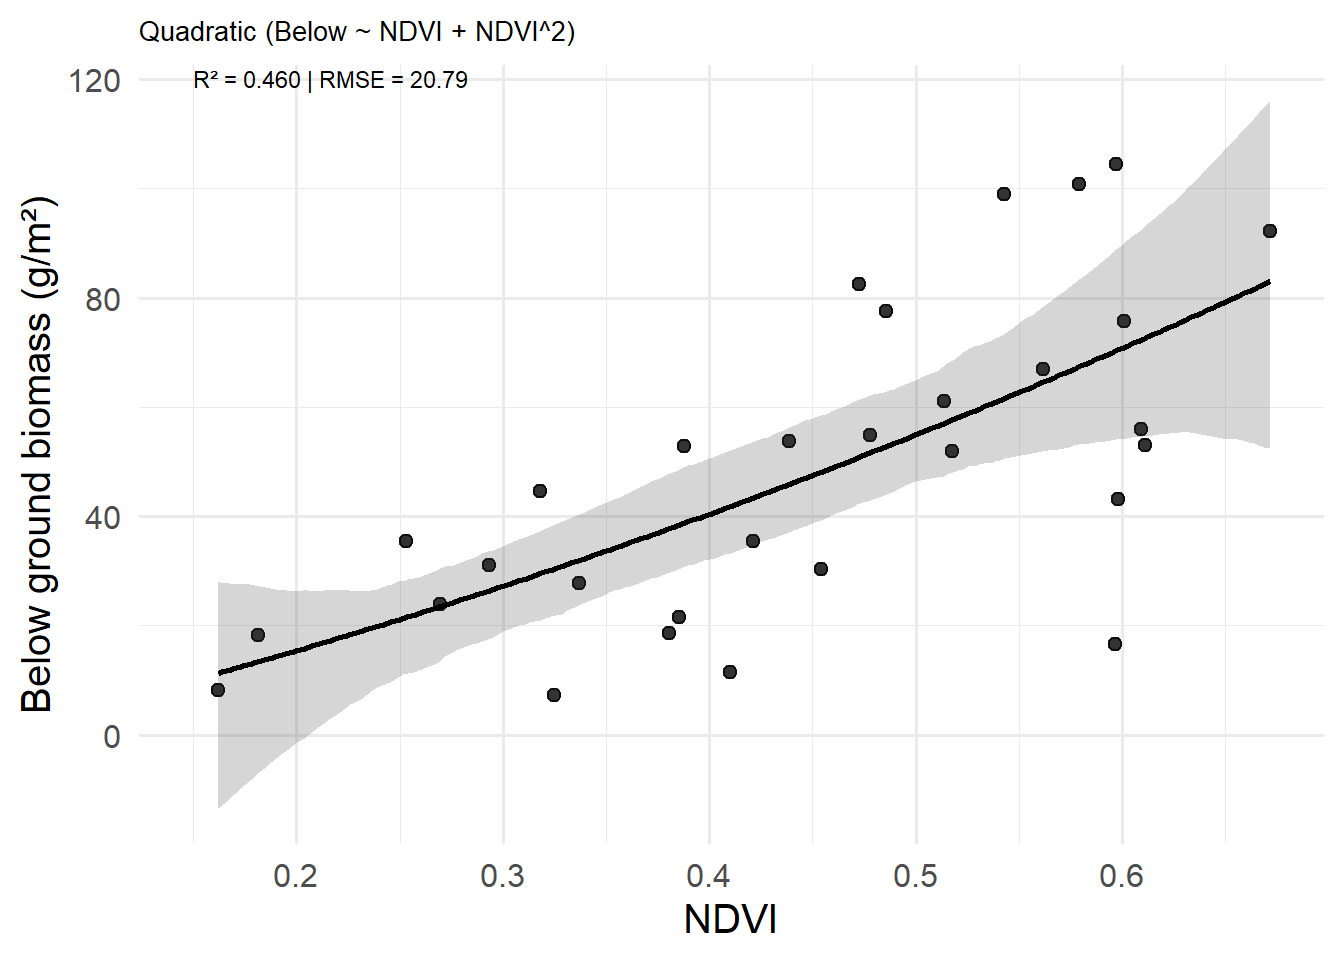 Quadratic (Below ~ NDVI + NDVI^2)
R² = 0.460 | RMSE = 20.79
120
80
40
0
Below ground biomass (g/m²)
0.2 0.3 0.4 0.5 0.6
NDVI